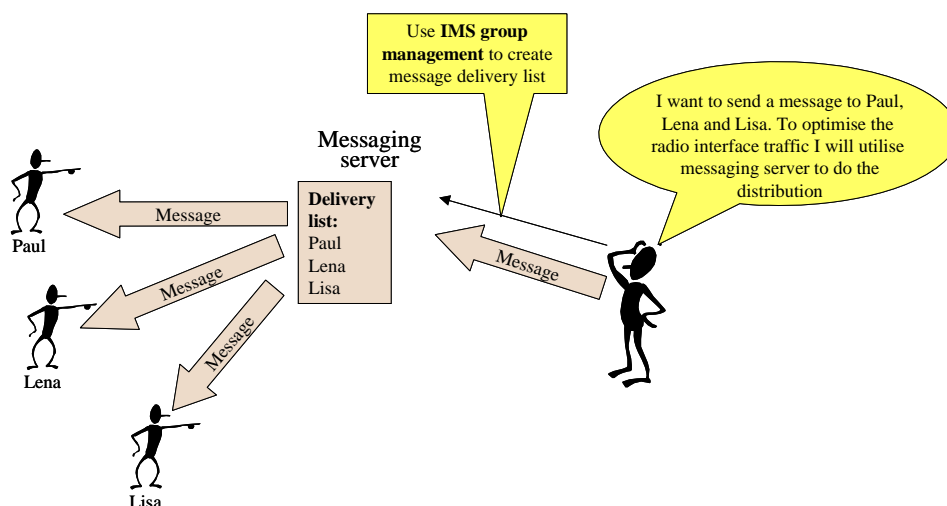 Use IMS group
management to create
message delivery list
I want to send a message to Paul,
Lena and Lisa. To optimise the
radio interface traffic I will utilise
messaging server to do the
distribution
Messaging
server
Delivery
list:
Paul
Lena
Lisa
Message
Message
Message
Message
Paul
Lena
Lisa